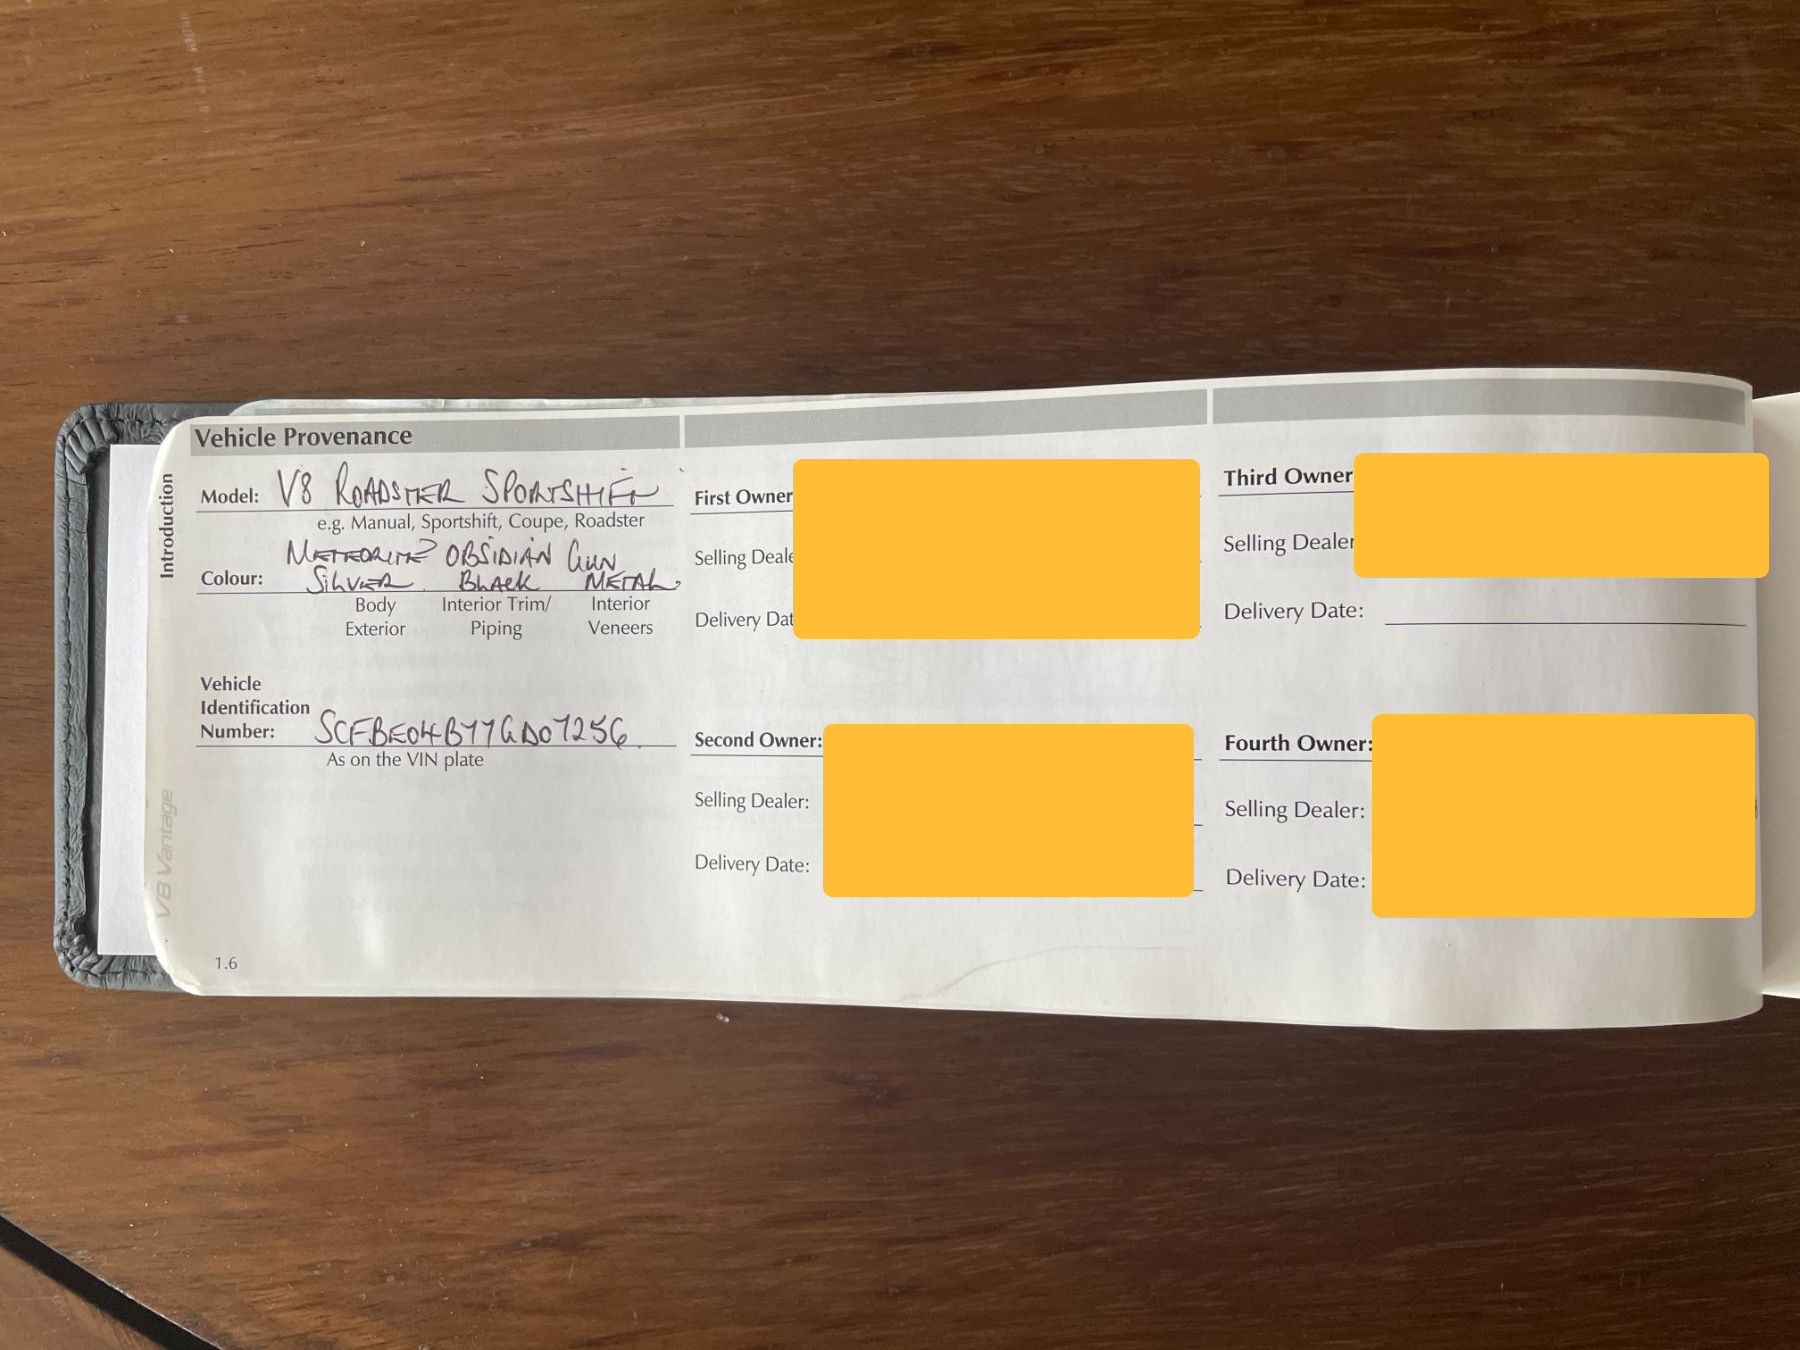 Vehicle Provenance
Introduction
Model: V8 ROADSTER SPORTSHIFT
e.g. Manual, Sportshift, Coupe, Roadster
METEORITE OBSIDIAN GUN
Colour: SILVER BLACK METAL
Body Interior Trim/ Interior
Exterior Piping Veneers
Vehicle
Identification
Number: SCFBE04B77GD07256
As on the VIN plate
V8 Vantage
1.6
First Owner
Selling Deale
Delivery Dat
Second Owner:
Selling Dealer:
Delivery Date:
Third Owner
Selling Dealer
Delivery Date:
Fourth Owner:
Selling Dealer:
Delivery Date: